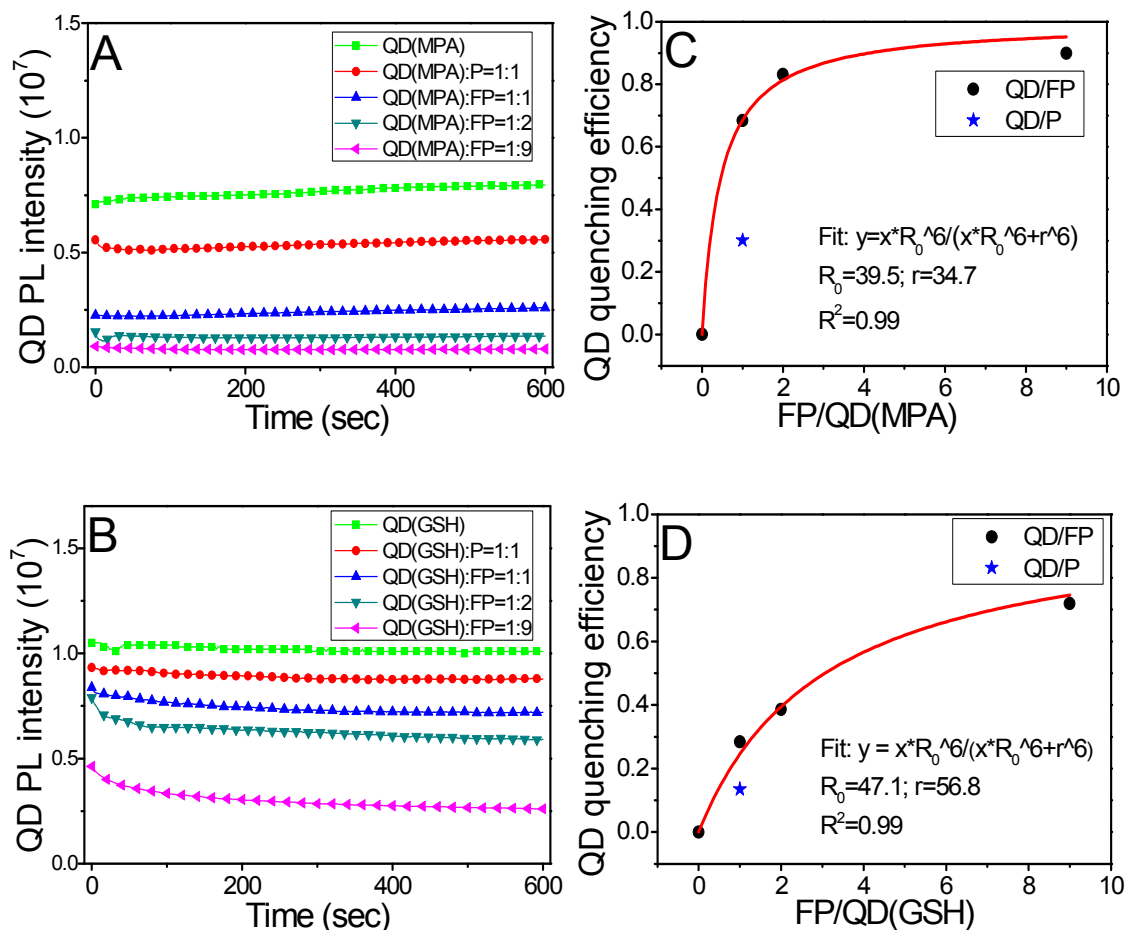 A
QD PL intensity (10^7)
1.5
1.0
0.5
0.0
0
200
400
600
Time (sec)
QD(MPA)
QD(MPA):P=1:1
QD(MPA):FP=1:1
QD(MPA):FP=1:2
QD(MPA):FP=1:9
C
QD quenching efficiency
1.0
0.8
0.6
0.4
0.2
0.0
0
2
4
6
8
10
FP/QD(MPA)
QD/FP
QD/P
Fit: y=x*R_0^6/(x*R_0^6+r^6)
R_0=39.5; r=34.7
R^2=0.99
B
QD PL intensity (10^7)
1.5
1.0
0.5
0.0
0
200
400
600
Time (sec)
QD(GSH)
QD(GSH):P=1:1
QD(GSH):FP=1:1
QD(GSH):FP=1:2
QD(GSH):FP=1:9
D
QD quenching efficiency
1.0
0.8
0.6
0.4
0.2
0.0
0
2
4
6
8
10
FP/QD(GSH)
QD/FP
QD/P
Fit: y = x*R_0^6/(x*R_0^6+r^6)
R_0=47.1; r=56.8
R^2=0.99